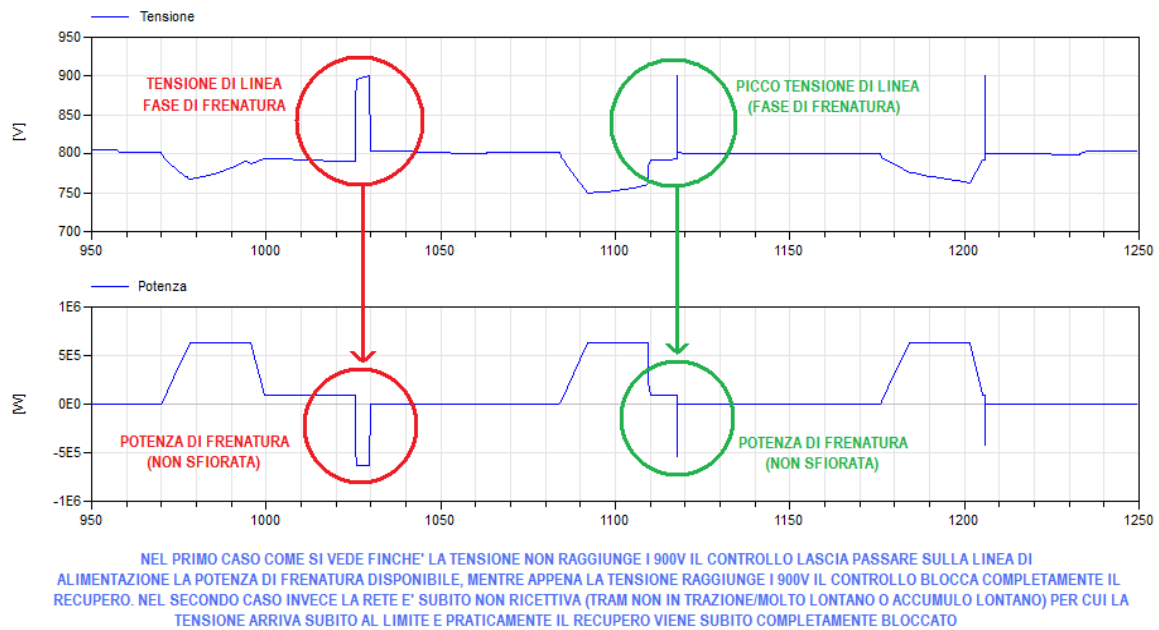 Tensione
950
900
850
800
750
700
[V]
TENSIONE DI LINEA
FASE DI FRENATURA
PICCO TENSIONE DI LINEA
(FASE DI FRENATURA)
950 1000 1050 1100 1150 1200 1250
Potenza
1E6
5E5
0E0
-5E5
-1E6
[W]
POTENZA DI FRENATURA
(NON SFIORATA)
POTENZA DI FRENATURA
(NON SFIORATA)
950 1000 1050 1100 1150 1200 1250
NEL PRIMO CASO COME SI VEDE FINCHE' LA TENSIONE NON RAGGIUNGE I 900V IL CONTROLLO LASCIA PASSARE SULLA LINEA DI
ALIMENTAZIONE LA POTENZA DI FRENATURA DISPONIBILE, MENTRE APPENA LA TENSIONE RAGGIUNGE I 900V IL CONTROLLO BLOCCA COMPLETAMENTE IL
RECUPERO. NEL SECONDO CASO INVECE LA RETE E' SUBITO NON RICETTIVA (TRAM NON IN TRAZIONE/MOLTO LONTANO O ACCUMULO LONTANO) PER CUI LA
TENSIONE ARRIVA SUBITO AL LIMITE E PRATICAMENTE IL RECUPERO VIENE SUBITO COMPLETAMENTE BLOCCATO